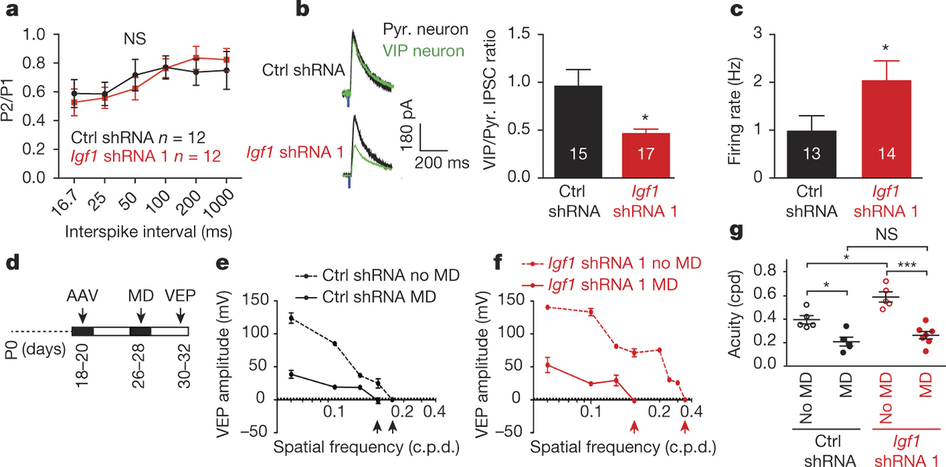 a
NS
P2/P1
1.0
0.8
0.6
0.4
0.2
0.0
Ctrl shRNA n = 12
Igf1 shRNA 1 n = 12
16.7
25
50
100
200
1000
Interspike interval (ms)
b
Pyr. neuron
VIP neuron
Ctrl shRNA
Igf1 shRNA 1
180 pA
200 ms
VIP/Pyr. IPSC ratio
1.5
1.0
0.5
0.0
*
15
17
Ctrl
shRNA
Igf1
shRNA 1
c
Firing rate (Hz)
3
2
1
0
*
13
14
Ctrl
shRNA
Igf1
shRNA 1
d
AAV
MD
VEP
P0 (days)
18–20
26–28
30–32
e
Ctrl shRNA no MD
Ctrl shRNA MD
VEP amplitude (mV)
150
100
50
0
−50
0.1
0.2
0.4
Spatial frequency (c.p.d.)
f
Igf1 shRNA 1 no MD
Igf1 shRNA 1 MD
VEP amplitude (mV)
150
100
50
0
−50
0.1
0.2
0.4
Spatial frequency (c.p.d.)
g
NS
*
*
***
Acuity (cpd)
0.8
0.6
0.4
0.2
0.0
No MD
MD
No MD
MD
Ctrl
shRNA
Igf1
shRNA 1